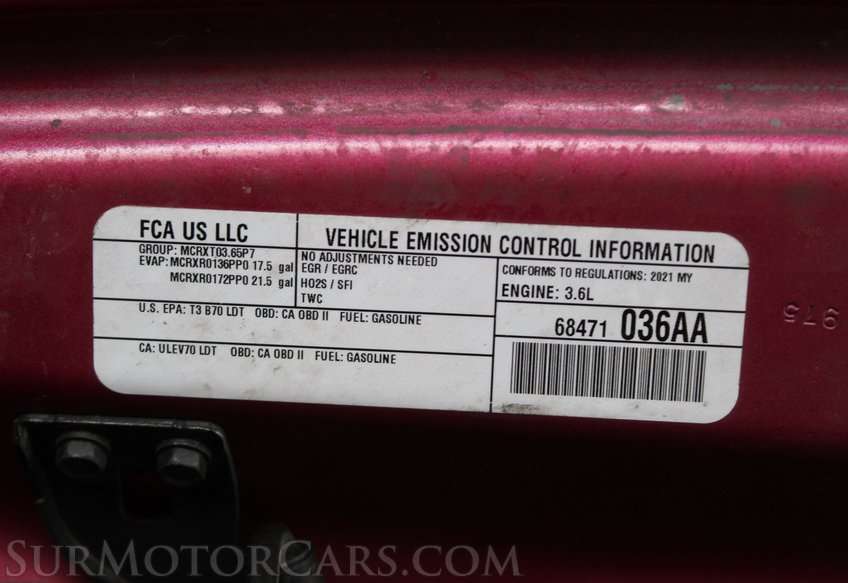 FCA US LLC
GROUP: MCRXT03.65P7
EVAP: MCRXR0136PP0 17.5 gal
MCRXR0172PP0 21.5 gal
VEHICLE EMISSION CONTROL INFORMATION
NO ADJUSTMENTS NEEDED
EGR / EGRC
HO2S / SFI
TWC
CONFORMS TO REGULATIONS: 2021 MY
ENGINE: 3.6L
U.S. EPA: T3 B70 LDT OBD: CA OBD II FUEL: GASOLINE
68471 036AA
CA: ULEV70 LDT OBD: CA OBD II FUEL: GASOLINE
975
SurMotorCars.com